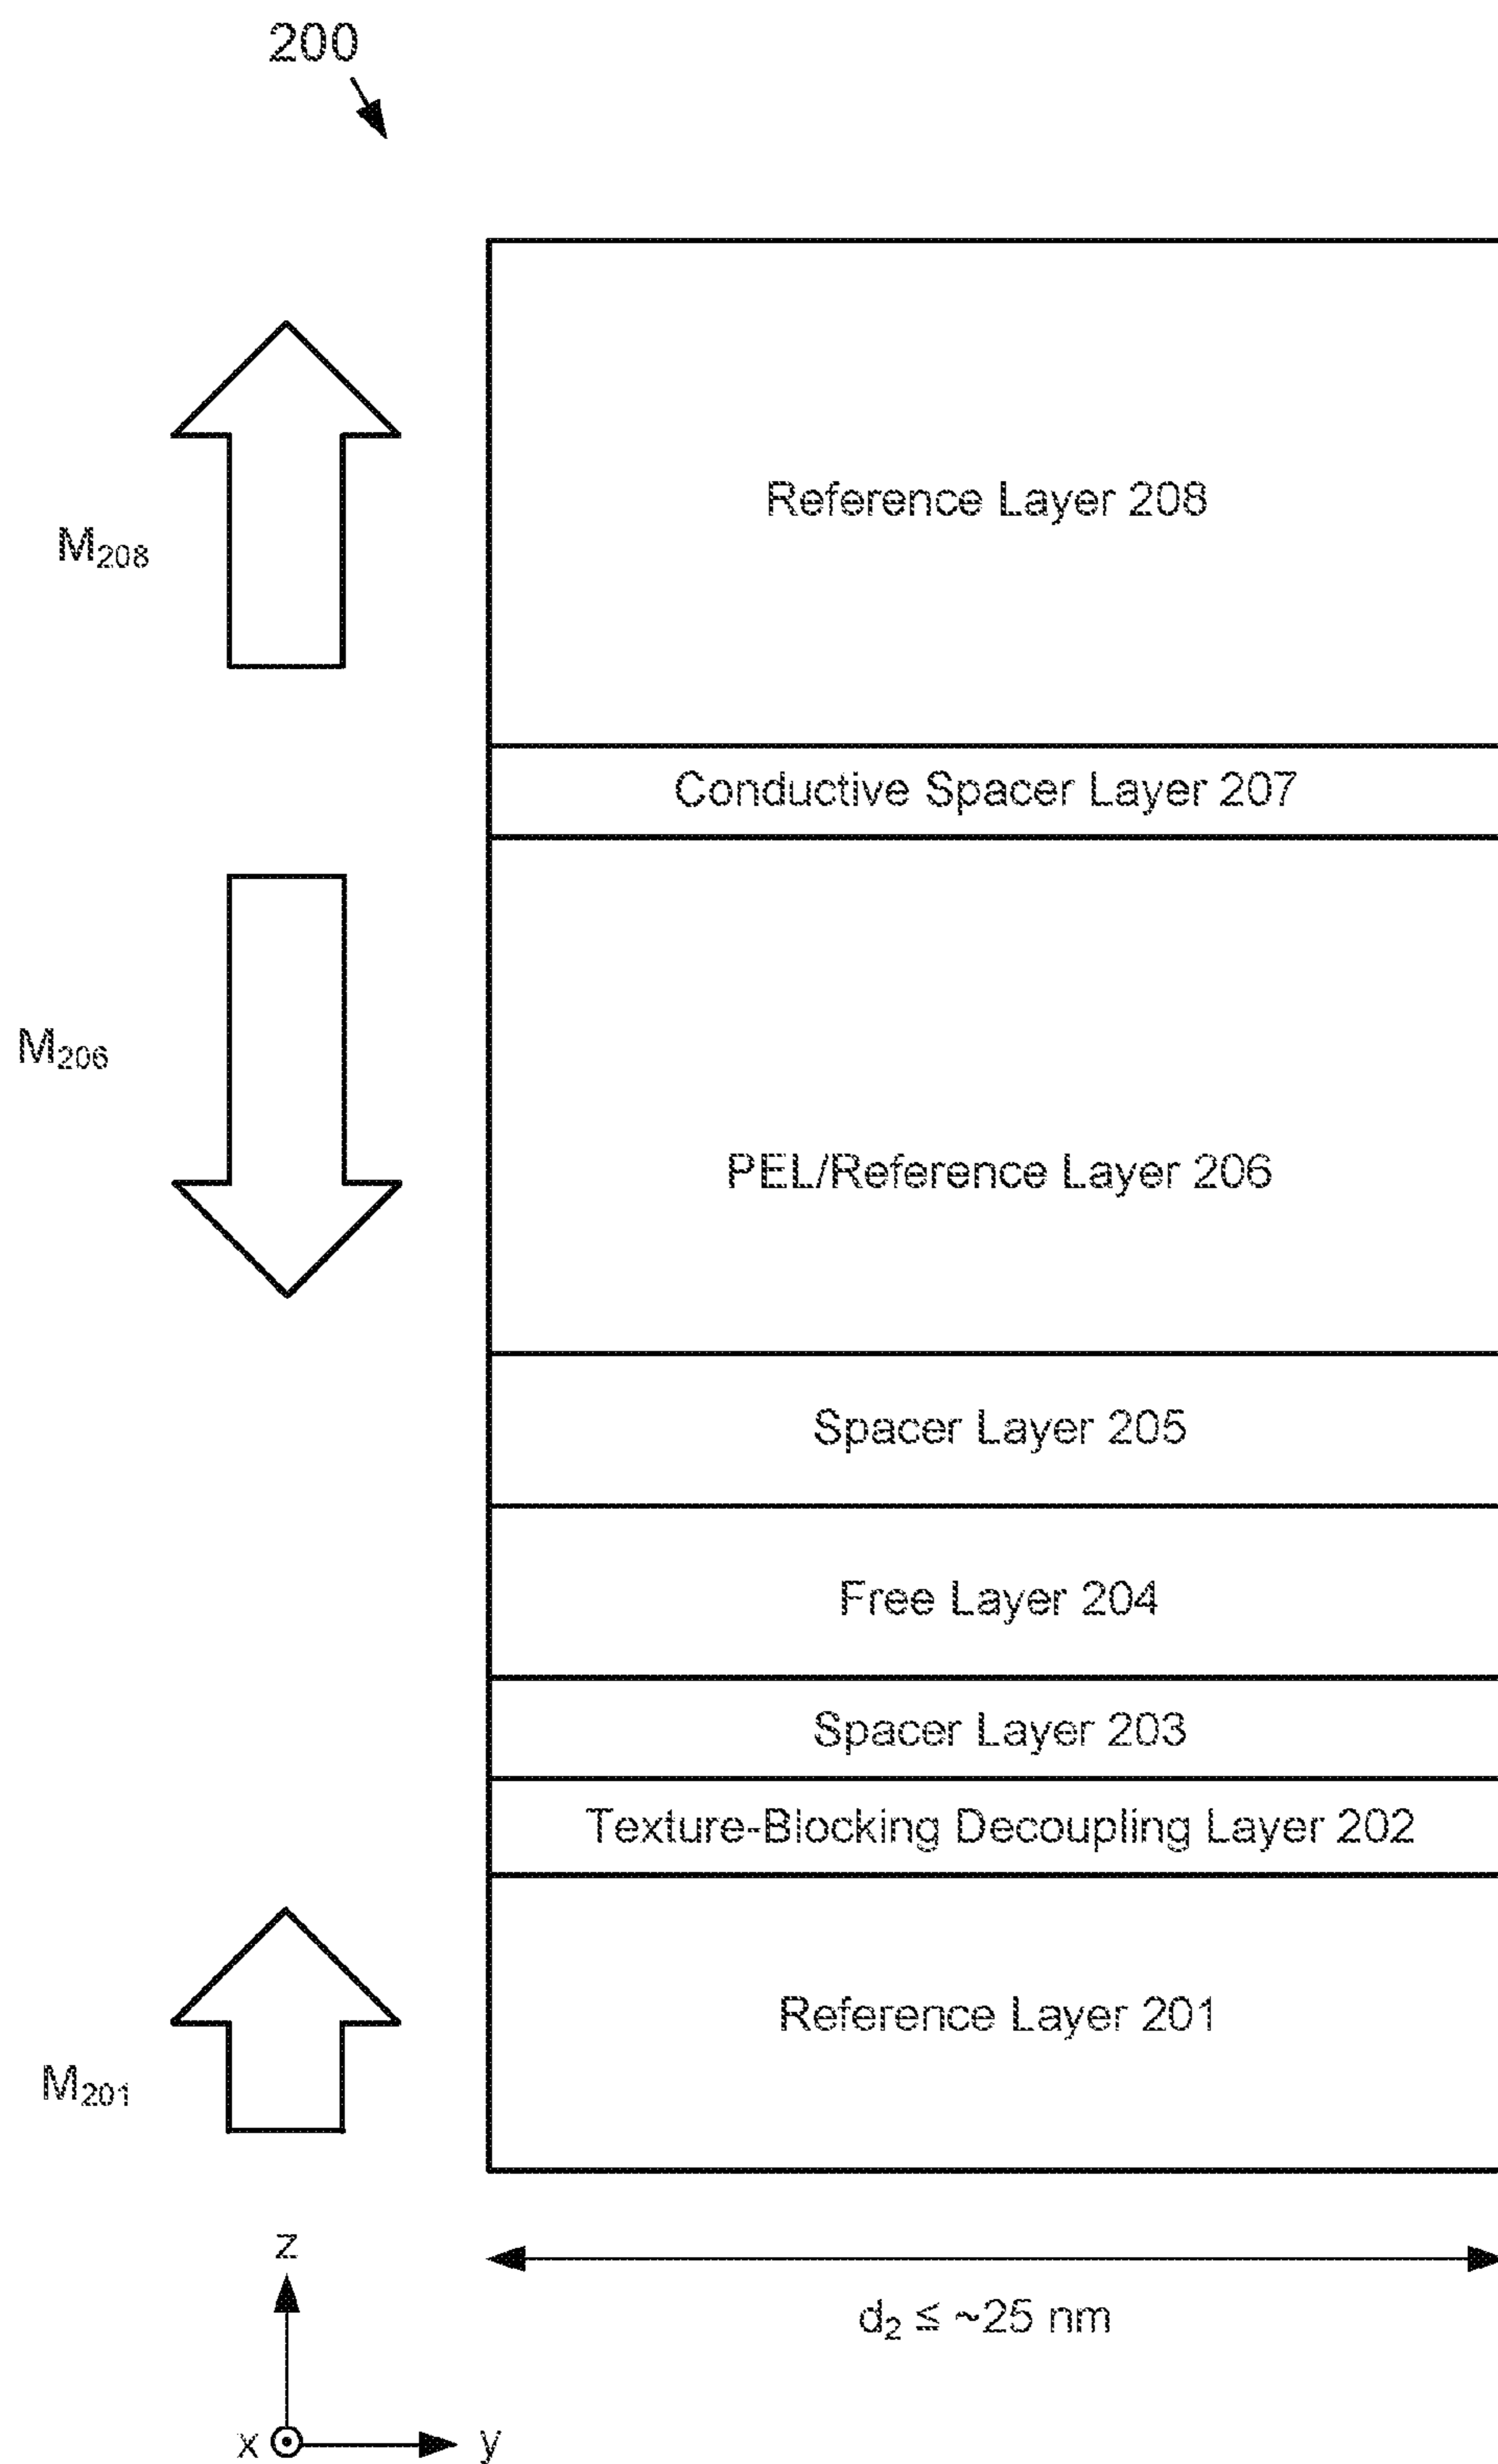 200
Reference Layer 208
M₂₀₈
Conductive Spacer Layer 207
M₂₀₆
PEL/Reference Layer 206
Spacer Layer 205
Free Layer 204
Spacer Layer 203
Texture-Blocking Decoupling Layer 202
Reference Layer 201
M₂₀₁
z
d₂ ≤ ~25 nm
x
y